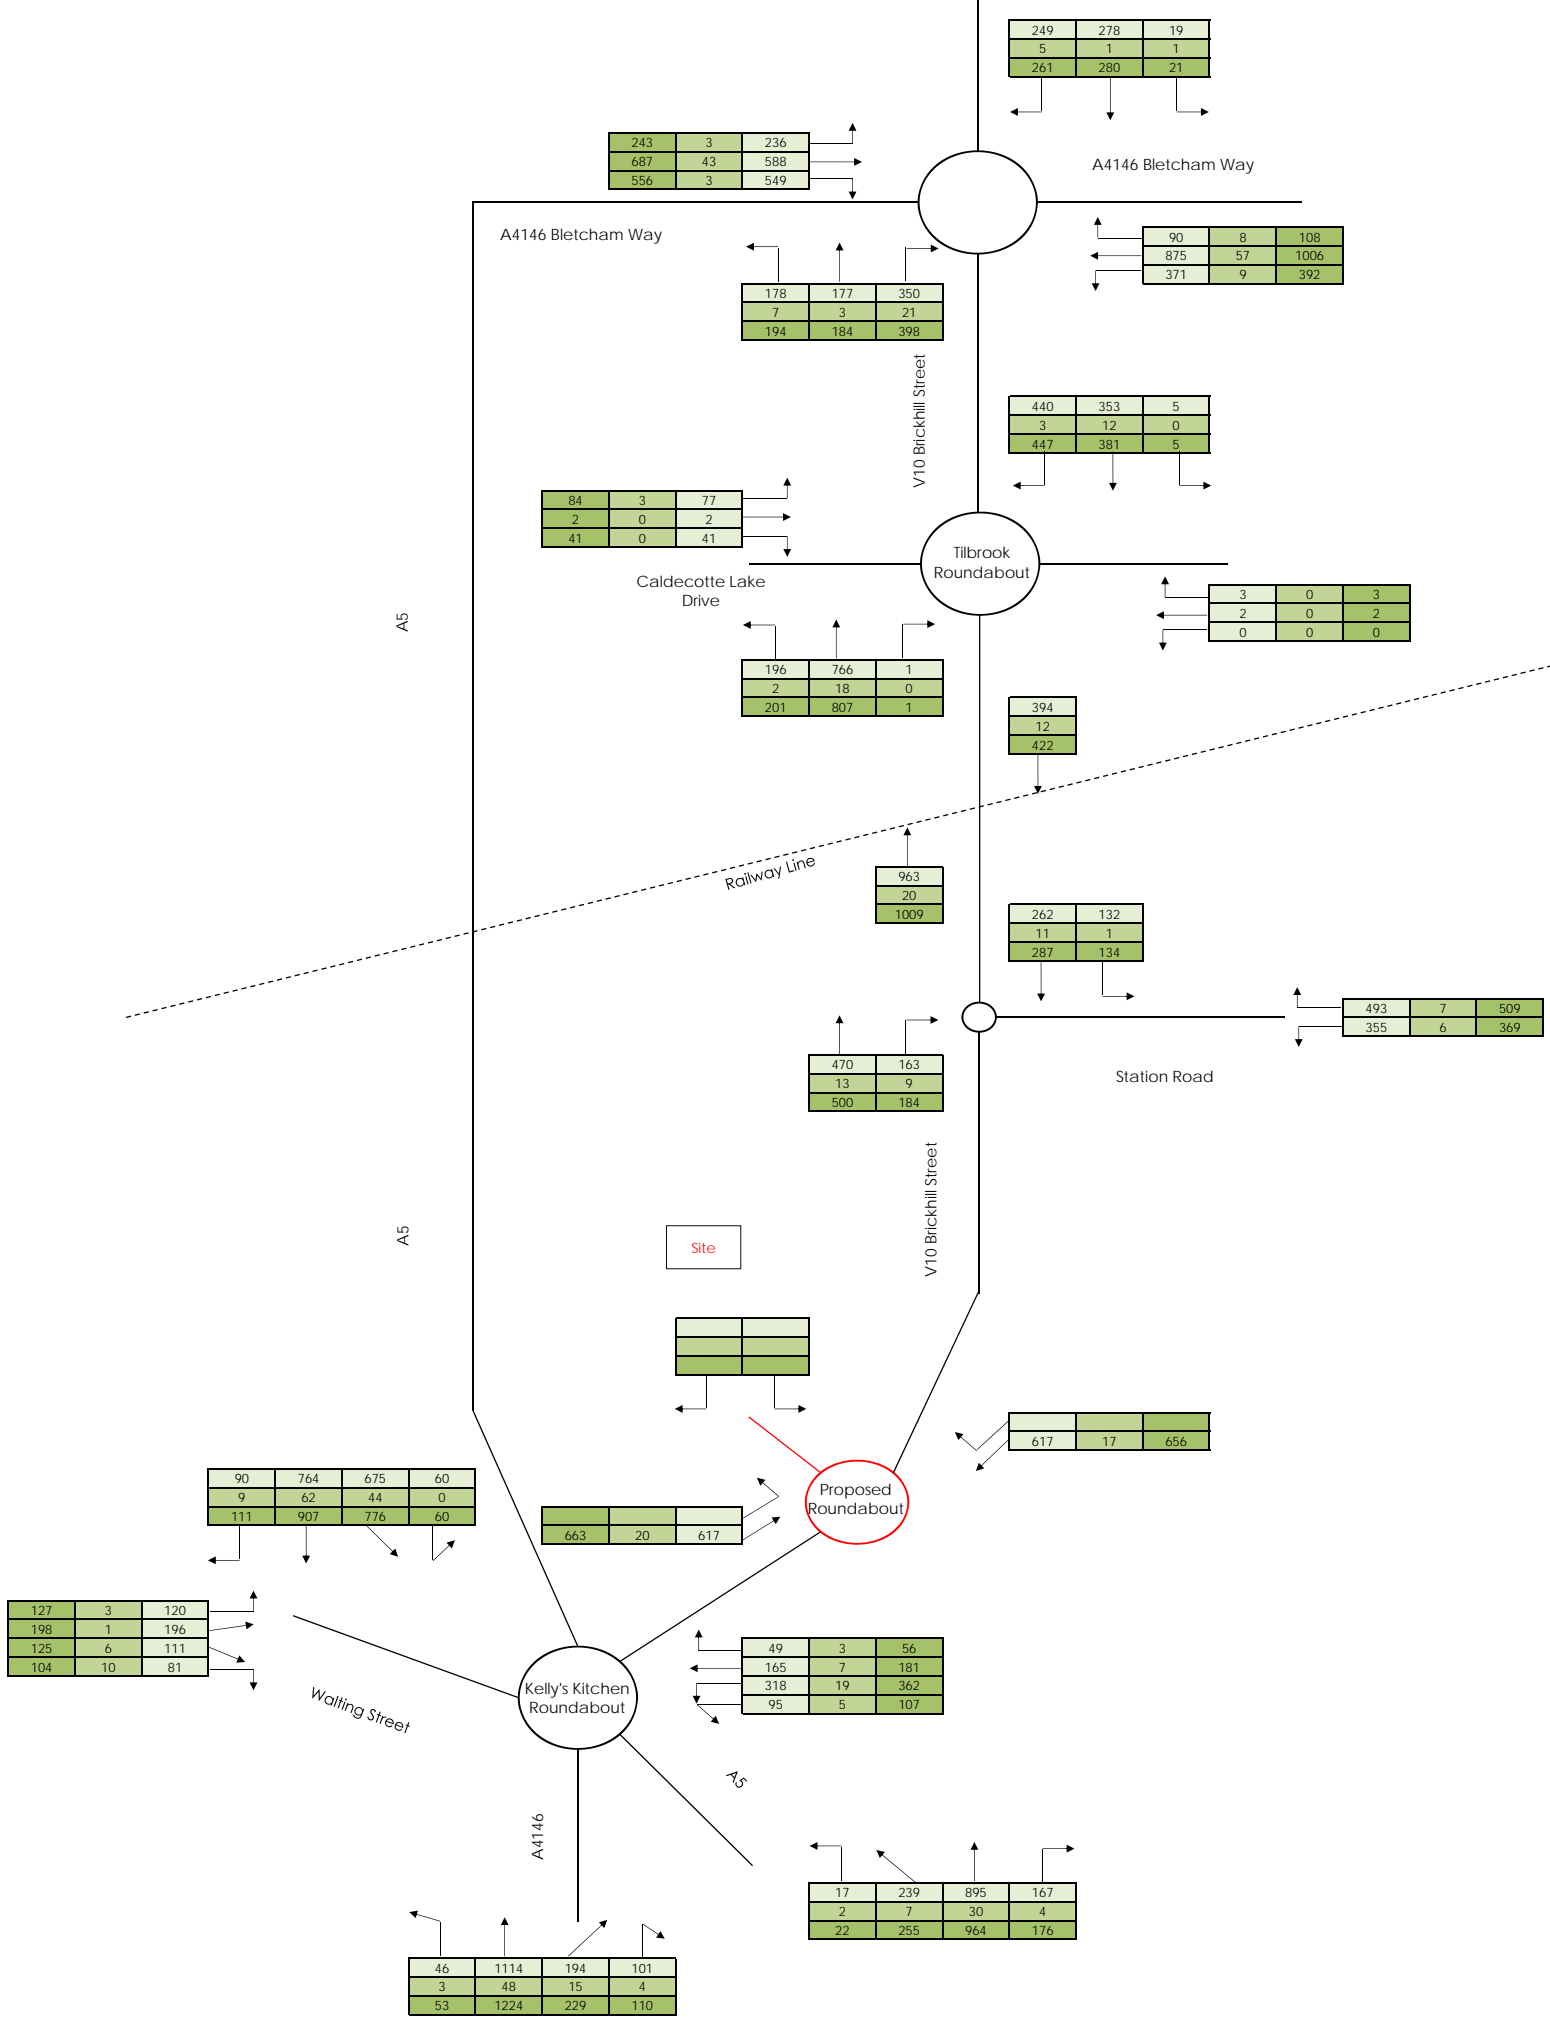 249 278 19
5 1 1
261 280 21
243 3 236
687 43 588
556 3 549
A4146 Bletcham Way
A4146 Bletcham Way
90 8 108
875 57 1006
371 9 392
178 177 350
7 3 21
194 184 398
V10 Brickhill Street
440 353 5
3 12 0
447 381 5
84 3 77
2 0 2
41 0 41
Tilbrook
Roundabout
Caldecotte Lake
Drive
A5
3 0 3
2 0 2
0 0 0
196 766 1
2 18 0
201 807 1
394
12
422
Railway Line
963
20
1009
262 132
11 1
287 134
493 7 509
355 6 369
470 163
13 9
500 184
Station Road
V10 Brickhill Street
A5
Site
617 17 656
90 764 675 60
9 62 44 0
111 907 776 60
Proposed
Roundabout
663 20 617
127 3 120
198 1 196
125 6 111
104 10 81
49 3 56
165 7 181
318 19 362
95 5 107
Kelly's Kitchen
Roundabout
Walting Street
A5
A4146
17 239 895 167
2 7 30 4
22 255 964 176
46 1114 194 101
3 48 15 4
53 1224 229 110